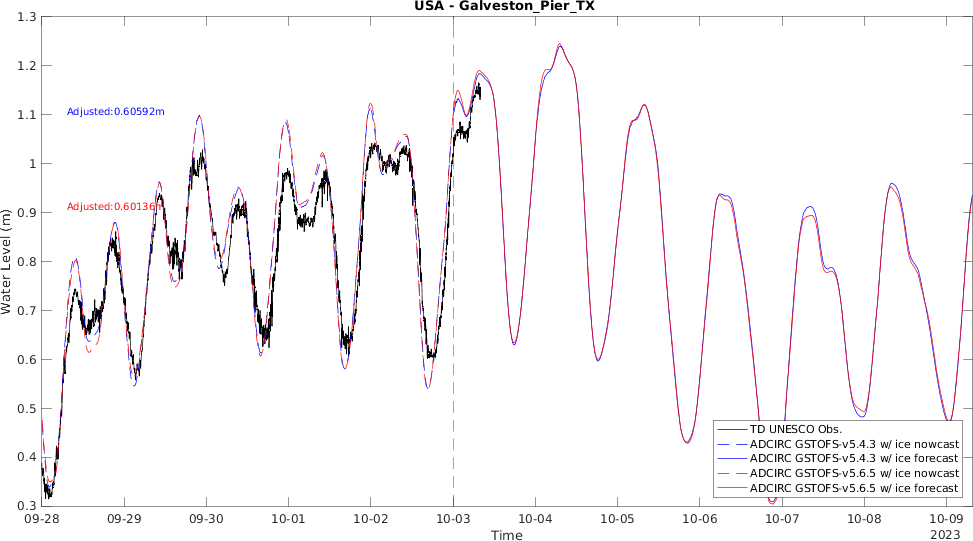 USA - Galveston_Pier_TX
1.3
1.2
1.1
1
0.9
0.8
0.7
0.6
0.5
0.4
0.3
Water Level (m)
Adjusted:0.60592m
Adjusted:0.60136m
TD UNESCO Obs.
ADCIRC GSTOFS-v5.4.3 w/ ice nowcast
ADCIRC GSTOFS-v5.4.3 w/ ice forecast
ADCIRC GSTOFS-v5.6.5 w/ ice nowcast
ADCIRC GSTOFS-v5.6.5 w/ ice forecast
09-28 09-29 09-30 10-01 10-02 10-03 10-04 10-05 10-06 10-07 10-08 10-09
2023
Time